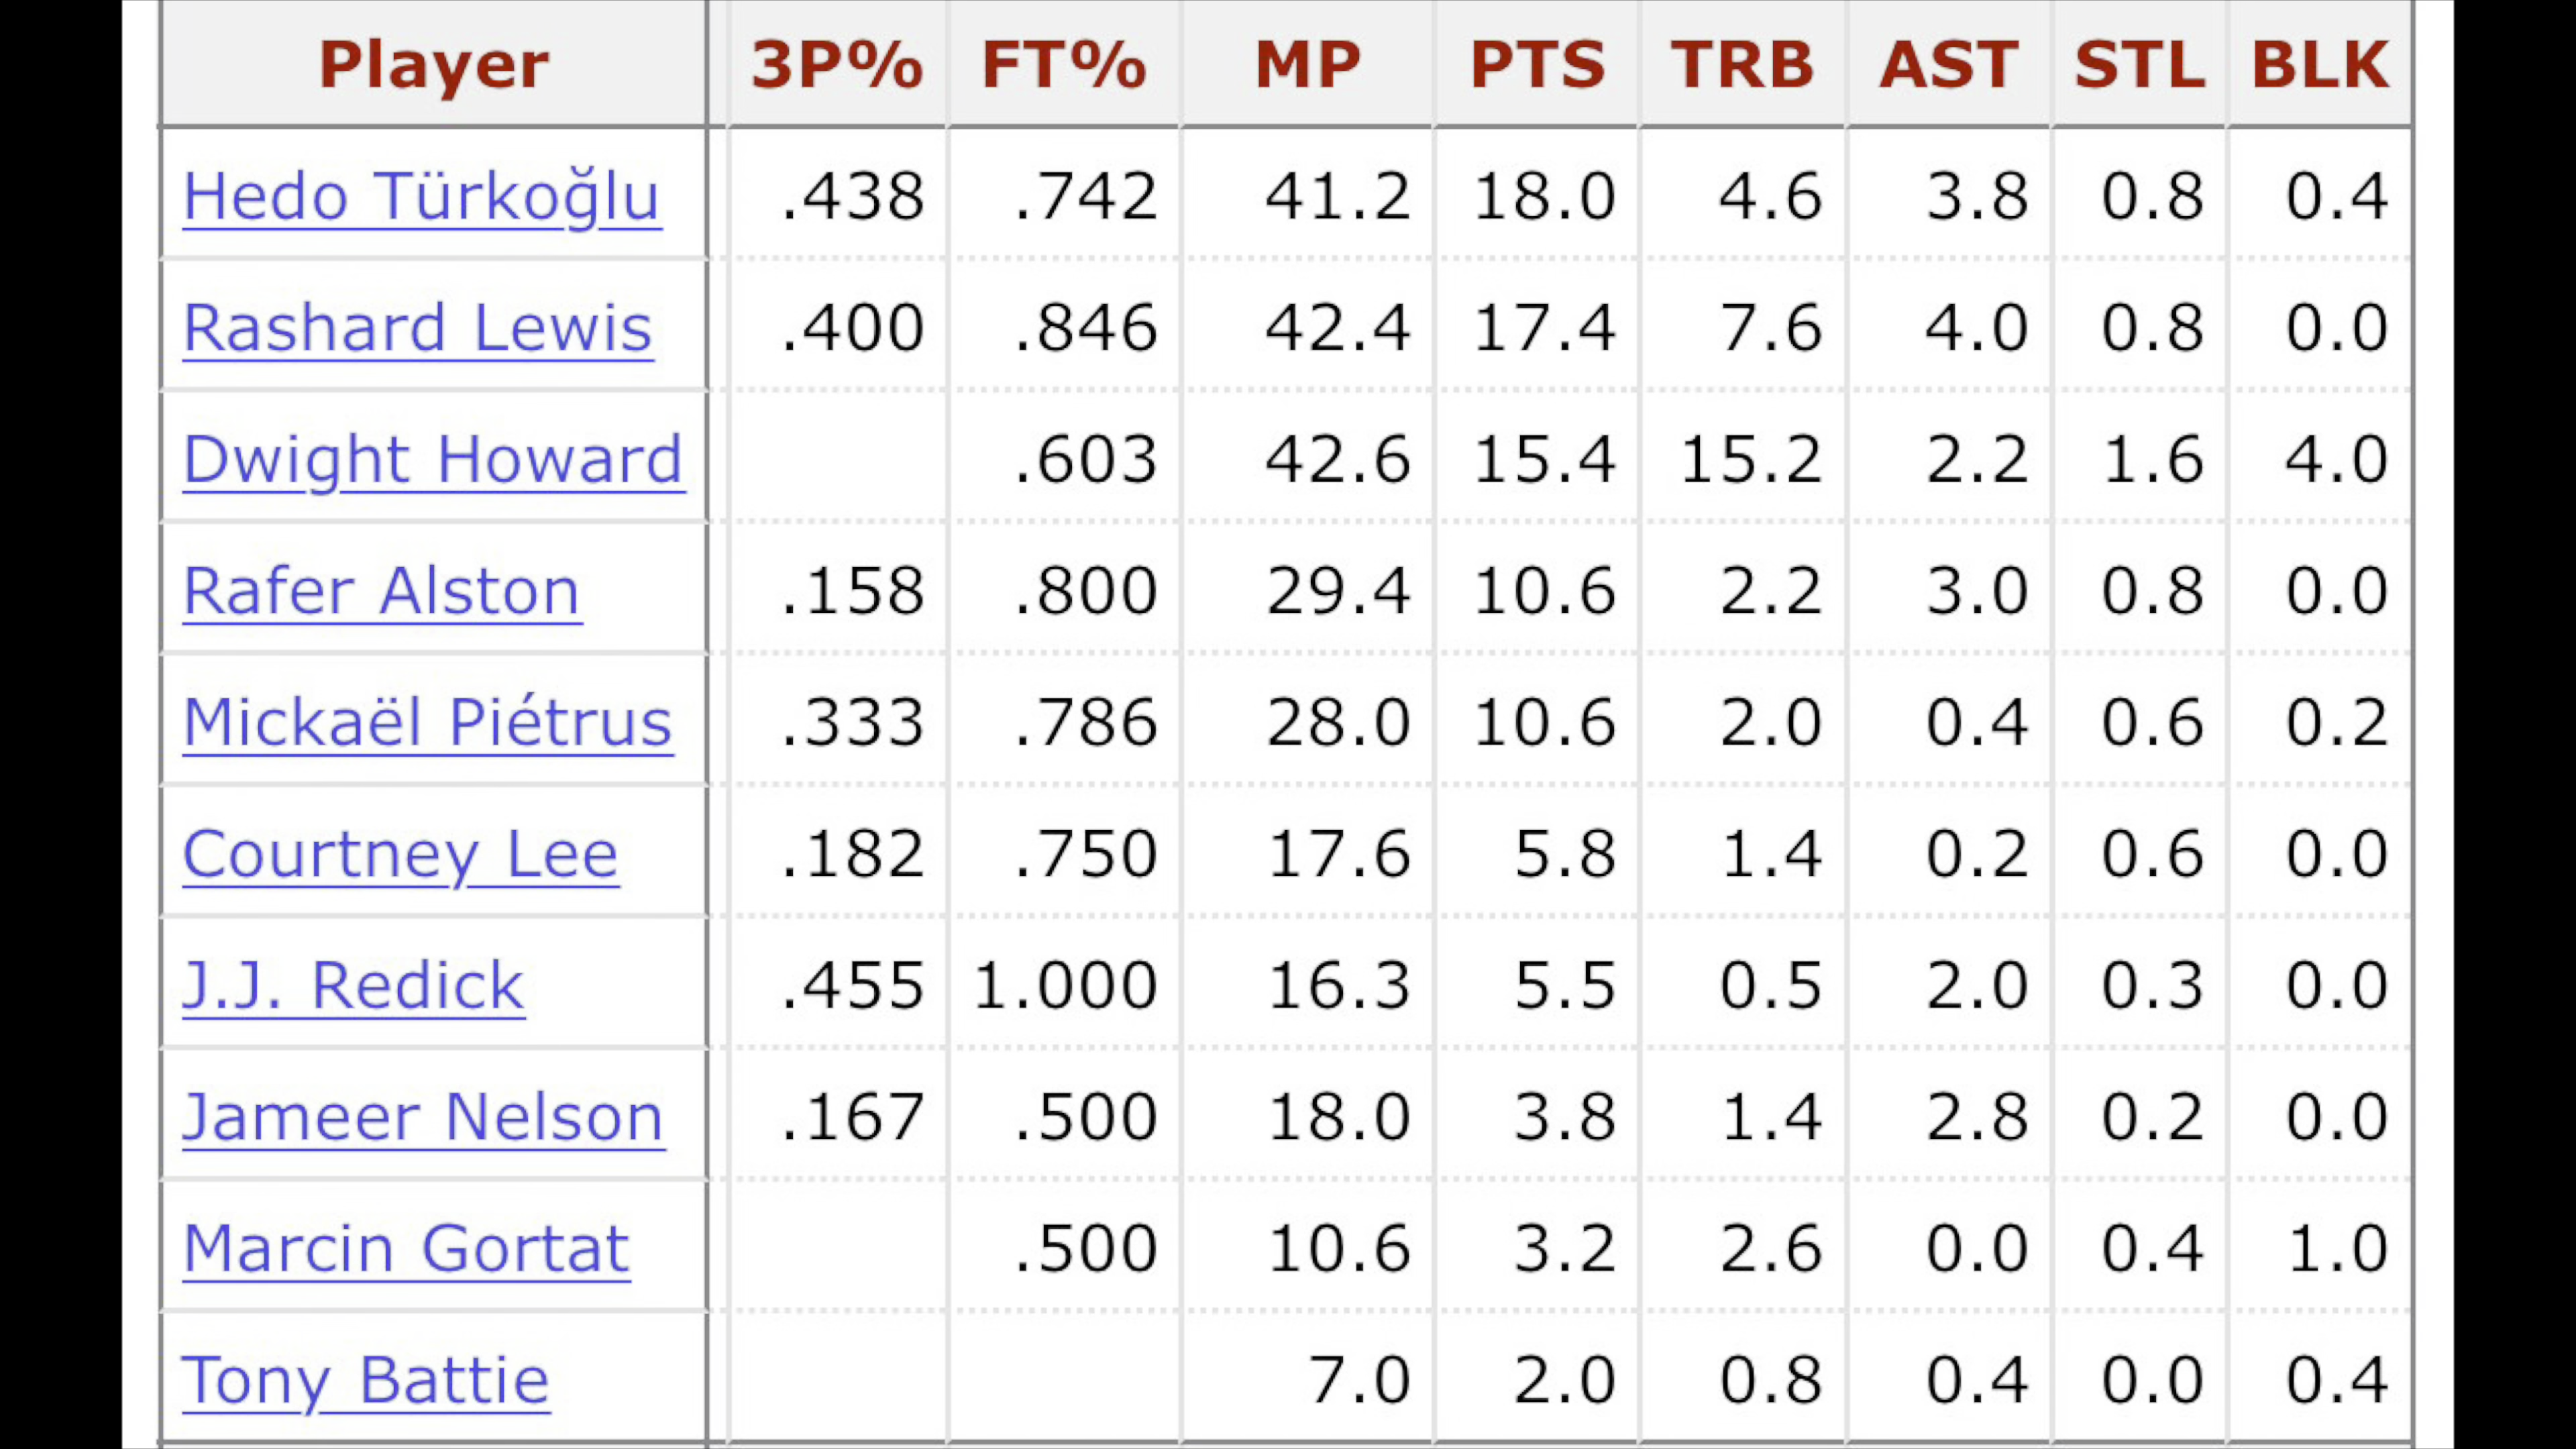 Player 3P% FT% MP PTS TRB AST STL BLK
Hedo Türkoğlu .438 .742 41.2 18.0 4.6 3.8 0.8 0.4
Rashard Lewis .400 .846 42.4 17.4 7.6 4.0 0.8 0.0
Dwight Howard .603 42.6 15.4 15.2 2.2 1.6 4.0
Rafer Alston .158 .800 29.4 10.6 2.2 3.0 0.8 0.0
Mickaël Piétrus .333 .786 28.0 10.6 2.0 0.4 0.6 0.2
Courtney Lee .182 .750 17.6 5.8 1.4 0.2 0.6 0.0
J.J. Redick .455 1.000 16.3 5.5 0.5 2.0 0.3 0.0
Jameer Nelson .167 .500 18.0 3.8 1.4 2.8 0.2 0.0
Marcin Gortat .500 10.6 3.2 2.6 0.0 0.4 1.0
Tony Battie 7.0 2.0 0.8 0.4 0.0 0.4